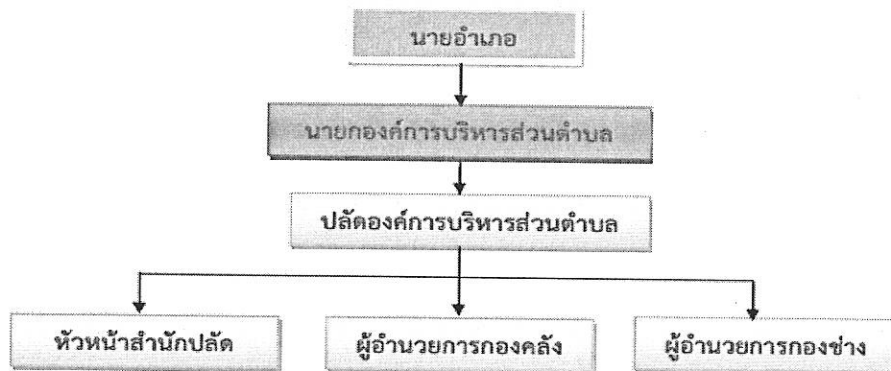 นายอำเภอ
นายกองค์การบริหารส่วนตำบล
ปลัดองค์การบริหารส่วนตำบล
หัวหน้าสำนักปลัด
ผู้อำนวยการกองคลัง
ผู้อำนวยการกองช่าง